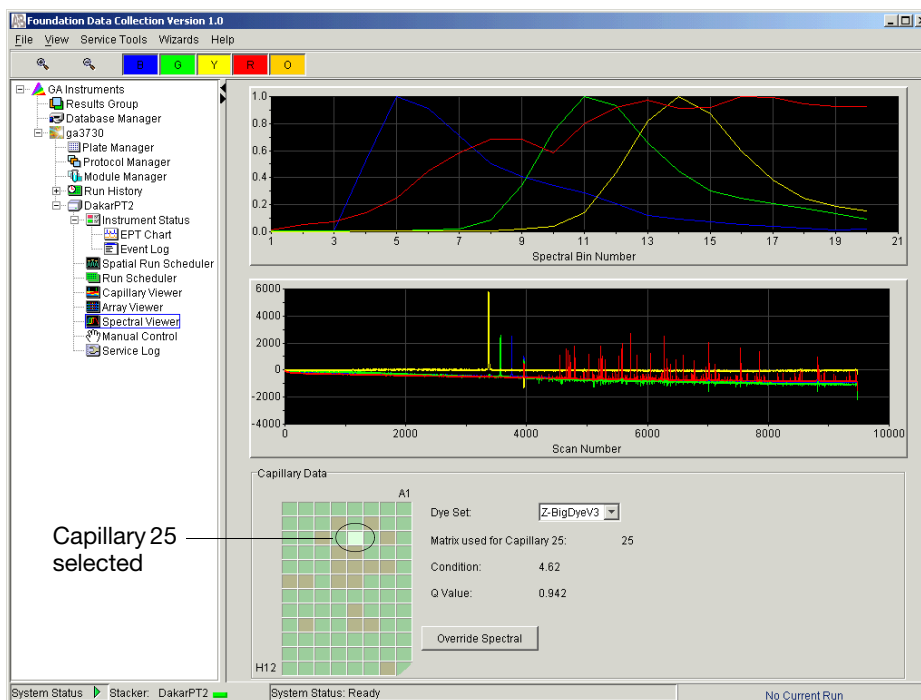 Foundation Data Collection Version 1.0
File View Service Tools Wizards Help
B G Y R O
GA Instruments
Results Group
Database Manager
ga3730
Plate Manager
Protocol Manager
Module Manager
Run History
DakarPT2
Instrument Status
EPT Chart
Event Log
Spatial Run Scheduler
Run Scheduler
Capillary Viewer
Array Viewer
Spectral Viewer
Manual Control
Service Log
1.0
0.8
0.6
0.4
0.2
0.0
1 3 5 7 9 11 13 15 17 19 21
Spectral Bin Number
6000
4000
2000
0
-2000
-4000
0 2000 4000 6000 8000 10000
Scan Number
Capillary Data
A1
H12
Capillary 25
selected
Dye Set: Z-BigDyeV3
Matrix used for Capillary 25: 25
Condition: 4.62
Q Value: 0.942
Override Spectral
System Status Stacker: DakarPT2 System Status: Ready No Current Run